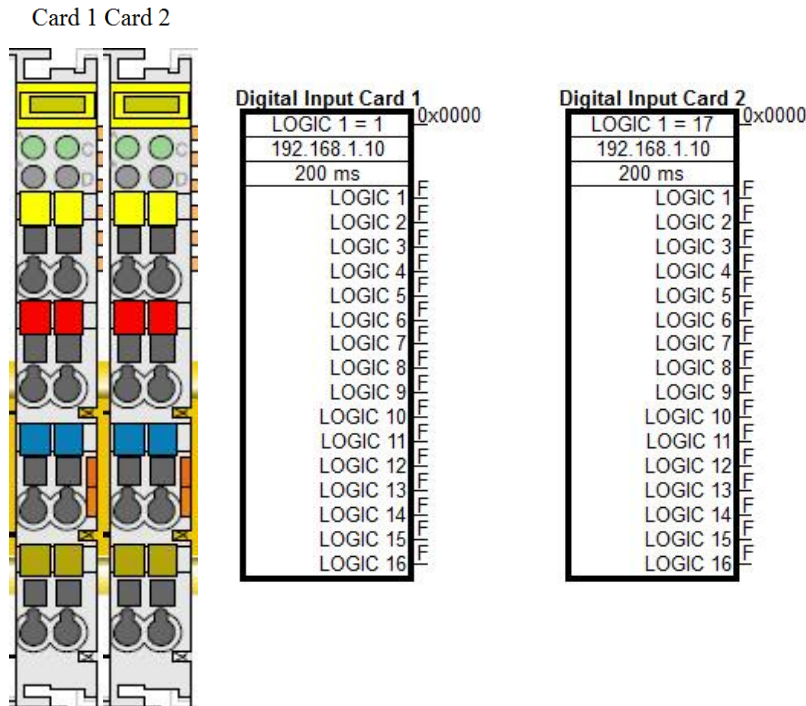 Card 1 Card 2
Digital Input Card 1
0x0000
LOGIC 1 = 1
192.168.1.10
200 ms
LOGIC 1 F
LOGIC 2 F
LOGIC 3 F
LOGIC 4 F
LOGIC 5 F
LOGIC 6 F
LOGIC 7 F
LOGIC 8 F
LOGIC 9 F
LOGIC 10 F
LOGIC 11 F
LOGIC 12 F
LOGIC 13 F
LOGIC 14 F
LOGIC 15 F
LOGIC 16 F
Digital Input Card 2
0x0000
LOGIC 1 = 17
192.168.1.10
200 ms
LOGIC 1 F
LOGIC 2 F
LOGIC 3 F
LOGIC 4 F
LOGIC 5 F
LOGIC 6 F
LOGIC 7 F
LOGIC 8 F
LOGIC 9 F
LOGIC 10 F
LOGIC 11 F
LOGIC 12 F
LOGIC 13 F
LOGIC 14 F
LOGIC 15 F
LOGIC 16 F
C
D
C
D